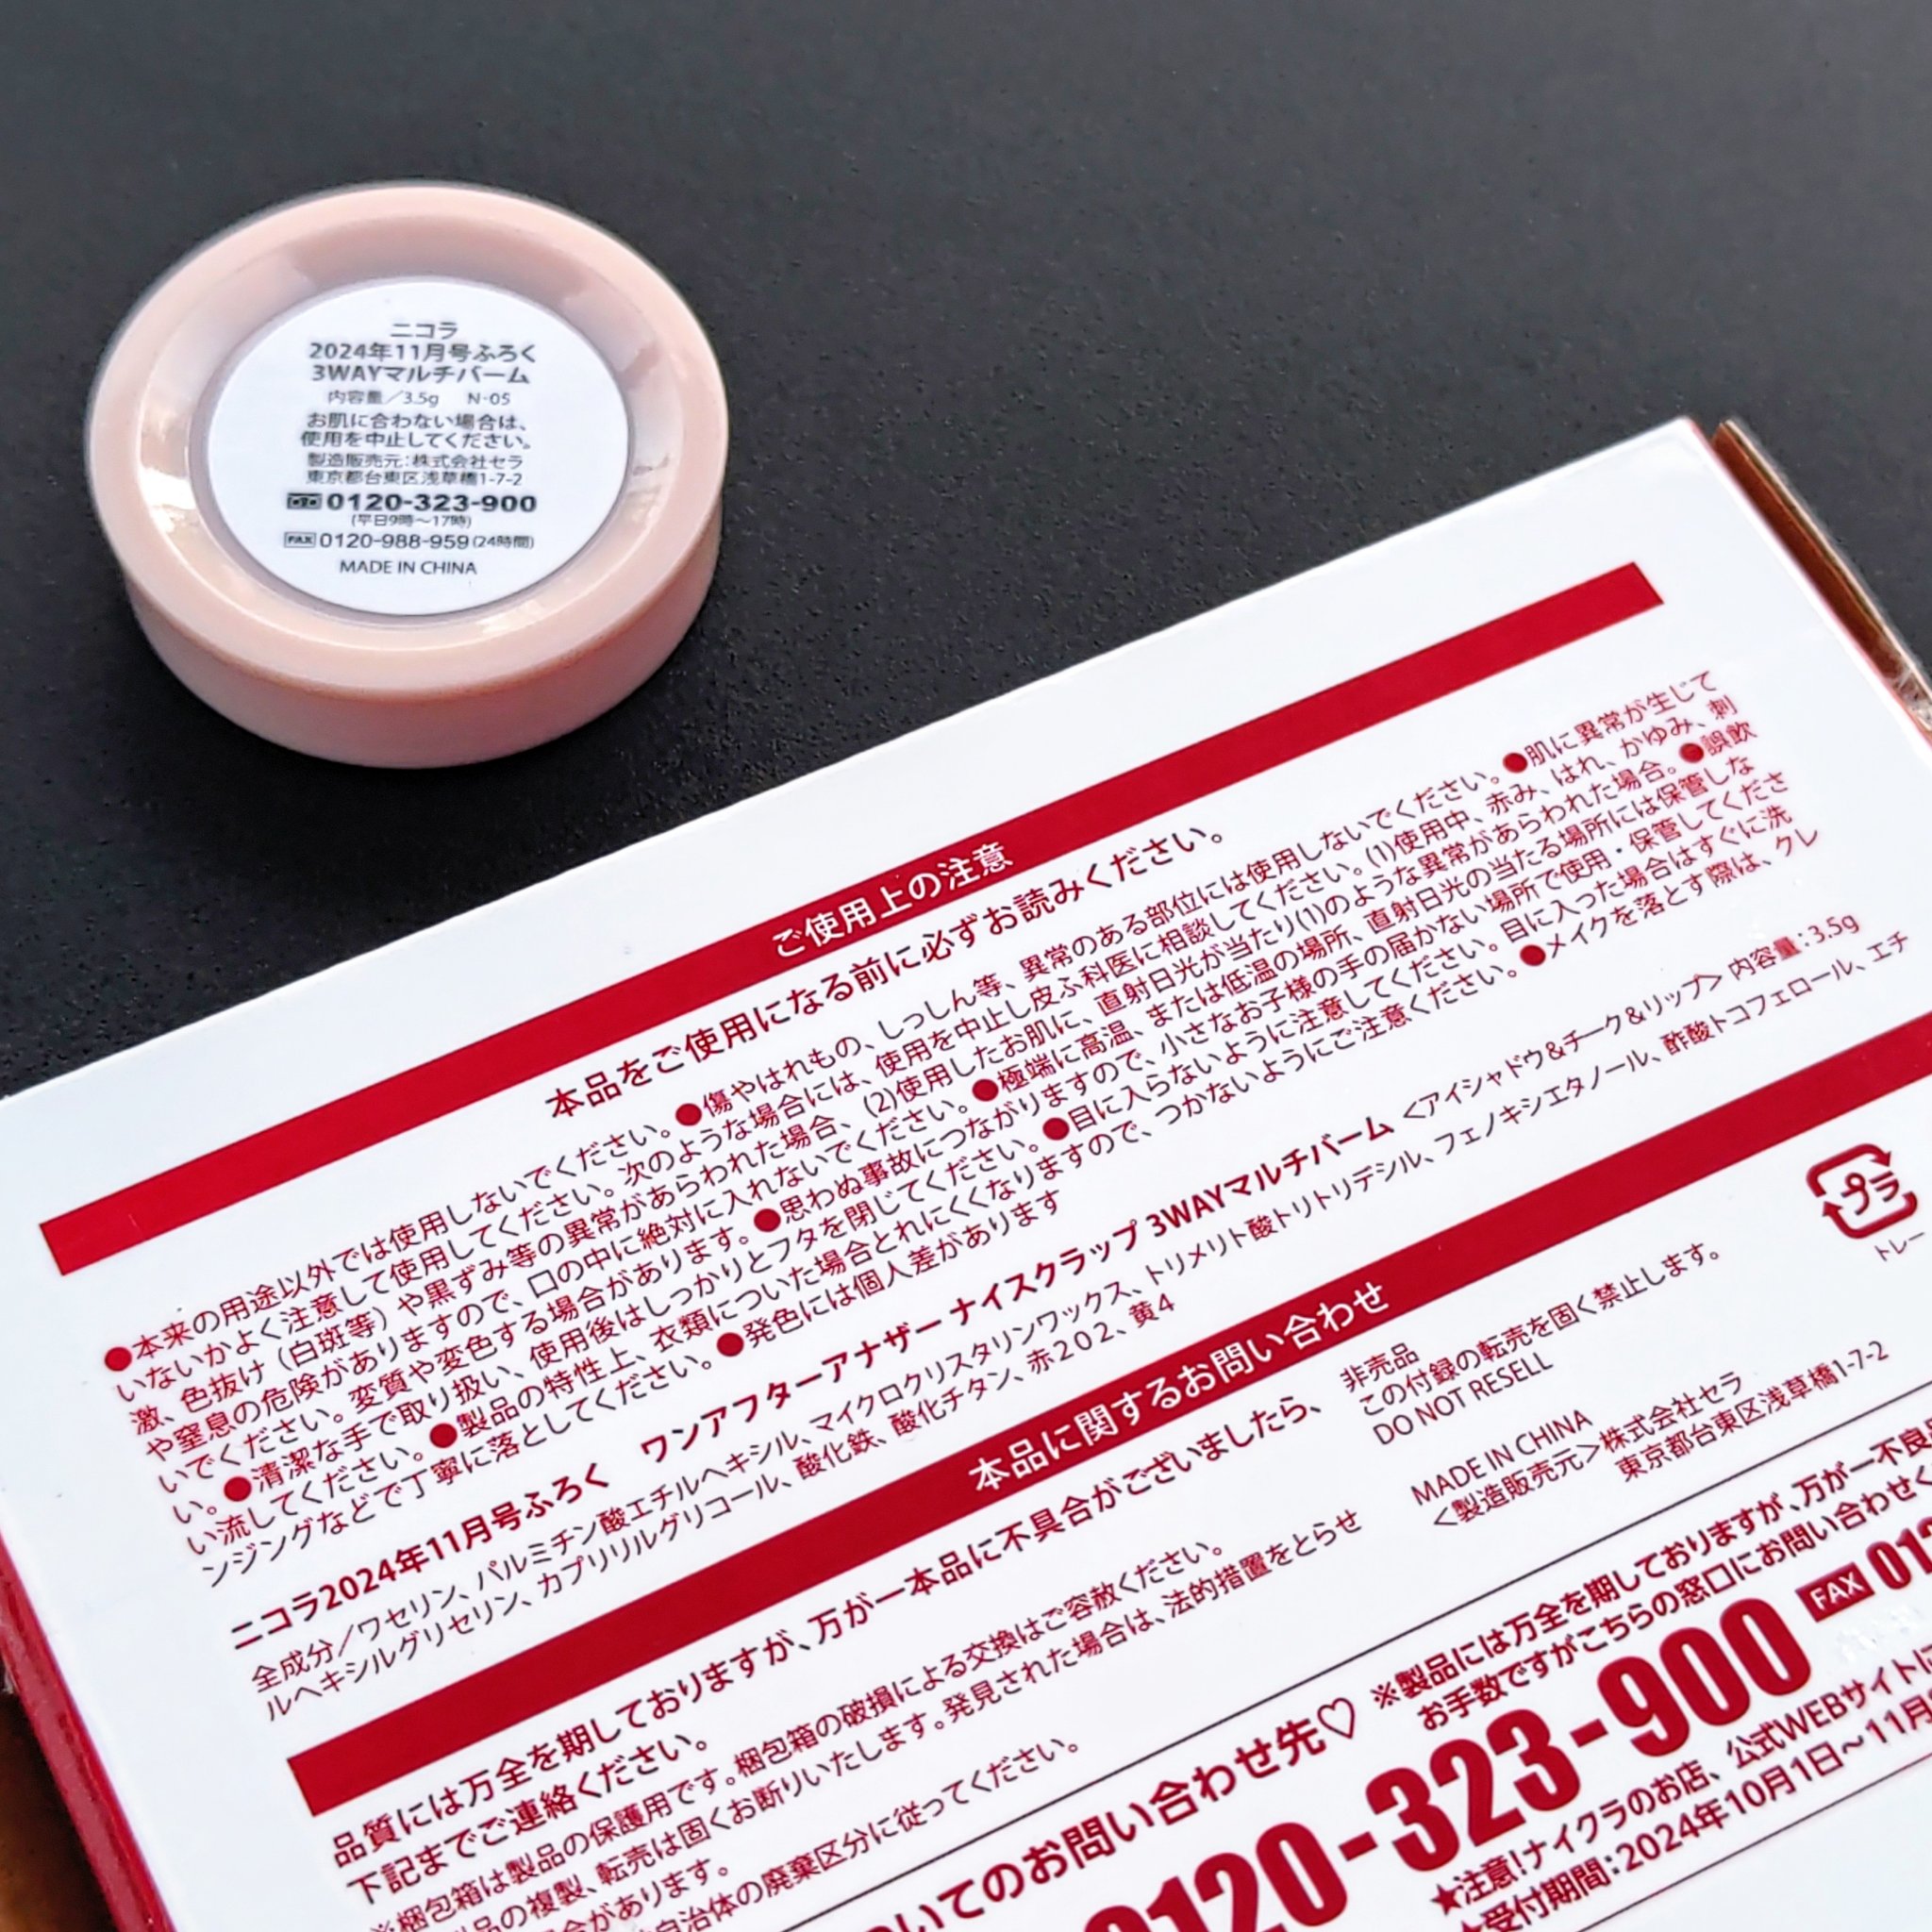 ニコラ
2024年11月号ふろく
3WAYマルチバーム
内容量/3.5g N-05
お肌に合わない場合は、
使用を中止してください。
製造販売元:株式会社セラ
東京都台東区浅草橋1-7-2
0120-323-900
(平日9時〜17時)
FAX 0120-988-959(24時間)
MADE IN CHINA
ご使用上の注意
本品をご使用になる前に必ずお読みください。
●本来の用途以外では使用しないでください。●傷やはれもの、しっしん等、異常のある部位には使用しないでください。●肌に異常が生じて
いないかよく注意して使用してください。次のような場合には、使用を中止し皮ふ科医に相談してください。(1)使用中、赤み、はれ、かゆみ、刺
激、色抜け(白斑等)や黒ずみ等の異常があらわれた場合、(2)使用したお肌に、直射日光が当たり(1)のような異常があらわれた場合。●誤飲
や窒息の危険がありますので、口の中に絶対に入れないでください。●極端に高温、または低温の場所、直射日光の当たる場所には保管しな
いでください。変質や変色する場合があります。●思わぬ事故につながりますので、小さなお子様の手の届かない場所で使用・保管してくださ
い。●清潔な手で取り扱い、使用後はしっかりとフタを閉じてください。●目に入らないように注意してください。目に入った場合はすぐに洗
い流してください。●製品の特性上、衣類についた場合とれにくくなりますので、つかないようにご注意ください。●メイクを落とす際は、クレ
ンジングなどで丁寧に落としてください。●発色には個人差があります
ニコラ2024年11月号ふろく ワンアフターアナザー ナイスクラップ 3WAYマルチバーム <アイシャドウ&チーク&リップ> 内容量:3.5g
全成分/ワセリン、パルミチン酸エチルヘキシル、マイクロクリスタリンワックス、トリメリト酸トリトリデシル、フェノキシエタノール、酢酸トコフェロール、エチ
ルヘキシルグリセリン、カプリリルグリコール、酸化鉄、酸化チタン、赤202、黄4
本品に関するお問い合わせ
品質には万全を期しておりますが、万が一本品に不具合がございましたら、
下記までご連絡ください。
※梱包箱は製品の保護用です。梱包箱の破損による交換はご容赦ください。
品の複製、転売は固くお断りいたします。発見された場合は、法的措置をとらせ
があります。
自治体の廃棄区分に従ってください。
非売品
この付録の転売を固く禁止します。
DO NOT RESELL
MADE IN CHINA
<製造販売元>株式会社セラ
東京都台東区浅草橋1-7-2
プラ
トレー
いてのお問い合わせ先♡
※製品には万全を期しておりますが、万が一不良
お手数ですがこちらの窓口にお問い合わせく
0120-323-900
FAX 012
★注意!ナイクラのお店、公式WEBサイトに
★受付期間:2024年10月1日〜11月